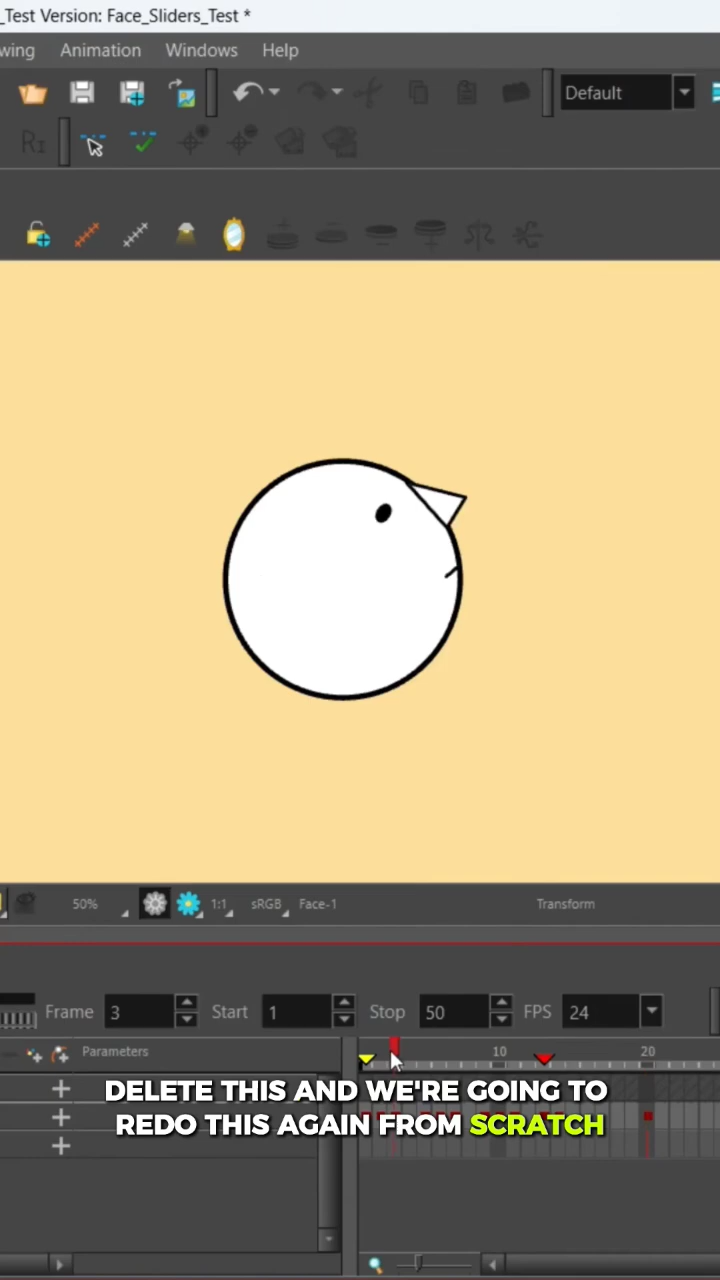 _Test Version: Face_Sliders_Test *
wing Animation Windows Help
Default
RI
50% 1:1 sRGB Face-1 Transform
Frame 3 Start 1 Stop 50 FPS 24
Parameters 10 20
DELETE THIS AND WE'RE GOING TO
REDO THIS AGAIN FROM SCRATCH